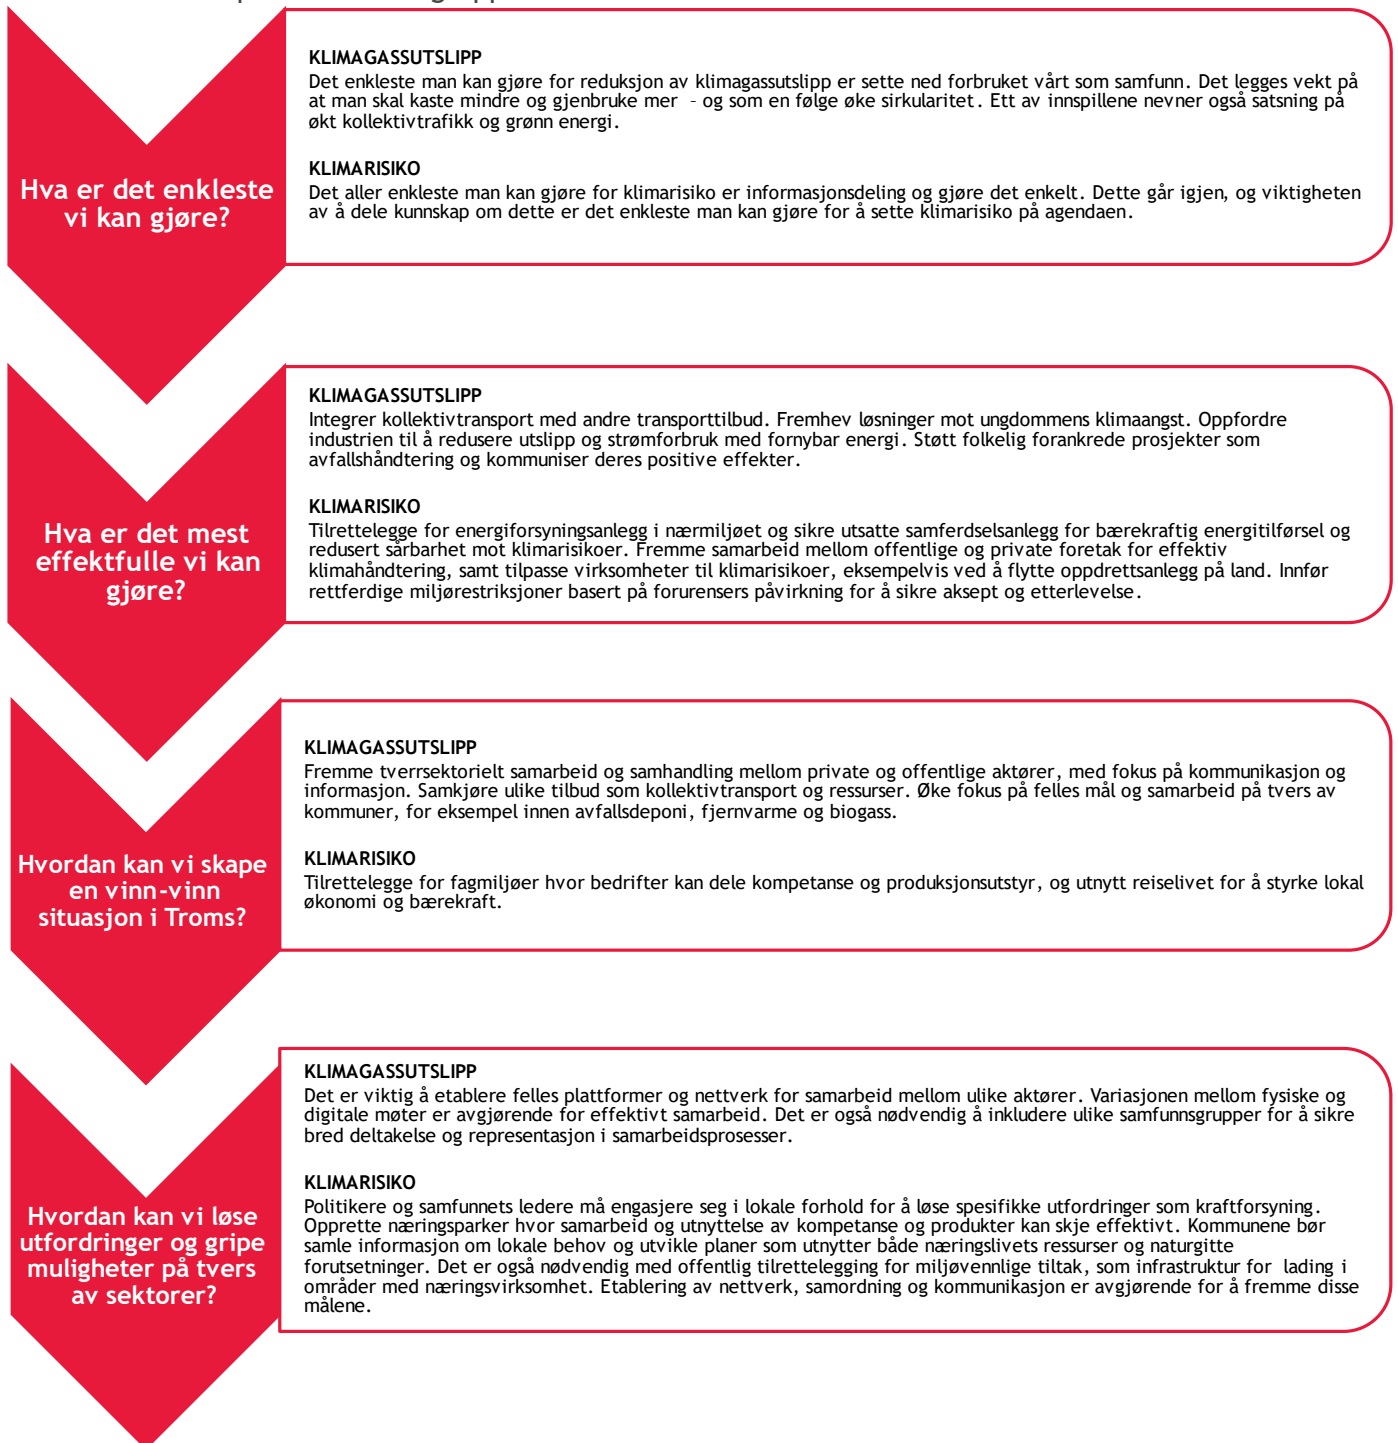 KLIMAGASSUTSLIPP
Det enkleste man kan gjøre for reduksjon av klimagassutslipp er sette ned forbruket vårt som samfunn. Det legges vekt på
at man skal kaste mindre og gjenbruke mer – og som en følge øke sirkularitet. Ett av innspillene nevner også satsning på
økt kollektivtrafikk og grønn energi.
KLIMARISIKO
Det aller enkleste man kan gjøre for klimarisiko er informasjonsdeling og gjøre det enkelt. Dette går igjen, og viktigheten
av å dele kunnskap om dette er det enkleste man kan gjøre for å sette klimarisiko på agendaen.
Hva er det enkleste
vi kan gjøre?
KLIMAGASSUTSLIPP
Integrer kollektivtransport med andre transporttilbud. Fremhev løsninger mot ungdommens klimaangst. Oppfordre
industrien til å redusere utslipp og strømforbruk med fornybar energi. Støtt folkelig forankrede prosjekter som
avfallshåndtering og kommuniser deres positive effekter.
KLIMARISIKO
Tilrettelegge for energiforsyningsanlegg i nærmiljøet og sikre utsatte samferdselsanlegg for bærekraftig energitilførsel og
redusert sårbarhet mot klimarisikoer. Fremme samarbeid mellom offentlige og private foretak for effektiv
klimahåndtering, samt tilpasse virksomheter til klimarisikoer, eksempelvis ved å flytte oppdrettsanlegg på land. Innfør
rettferdige miljørestriksjoner basert på forurensers påvirkning for å sikre aksept og etterlevelse.
Hva er det mest
effektfulle vi kan
gjøre?
KLIMAGASSUTSLIPP
Fremme tverrsektorielt samarbeid og samhandling mellom private og offentlige aktører, med fokus på kommunikasjon og
informasjon. Samkjøre ulike tilbud som kollektivtransport og ressurser. Øke fokus på felles mål og samarbeid på tvers av
kommuner, for eksempel innen avfallsdeponi, fjernvarme og biogass.
KLIMARISIKO
Tilrettelegge for fagmiljøer hvor bedrifter kan dele kompetanse og produksjonsutstyr, og utnytt reiselivet for å styrke lokal
økonomi og bærekraft.
Hvordan kan vi skape
en vinn-vinn
situasjon i Troms?
KLIMAGASSUTSLIPP
Det er viktig å etablere felles plattformer og nettverk for samarbeid mellom ulike aktører. Variasjonen mellom fysiske og
digitale møter er avgjørende for effektivt samarbeid. Det er også nødvendig å inkludere ulike samfunnsgrupper for å sikre
bred deltakelse og representasjon i samarbeidsprosesser.
KLIMARISIKO
Politikere og samfunnets ledere må engasjere seg i lokale forhold for å løse spesifikke utfordringer som kraftforsyning.
Opprette næringsparker hvor samarbeid og utnyttelse av kompetanse og produkter kan skje effektivt. Kommunene bør
samle informasjon om lokale behov og utvikle planer som utnytter både næringslivets ressurser og naturgitte
forutsetninger. Det er også nødvendig med offentlig tilrettelegging for miljøvennlige tiltak, som infrastruktur for lading i
områder med næringsvirksomhet. Etablering av nettverk, samordning og kommunikasjon er avgjørende for å fremme disse
målene.
Hvordan kan vi løse
utfordringer og gripe
muligheter på tvers
av sektorer?